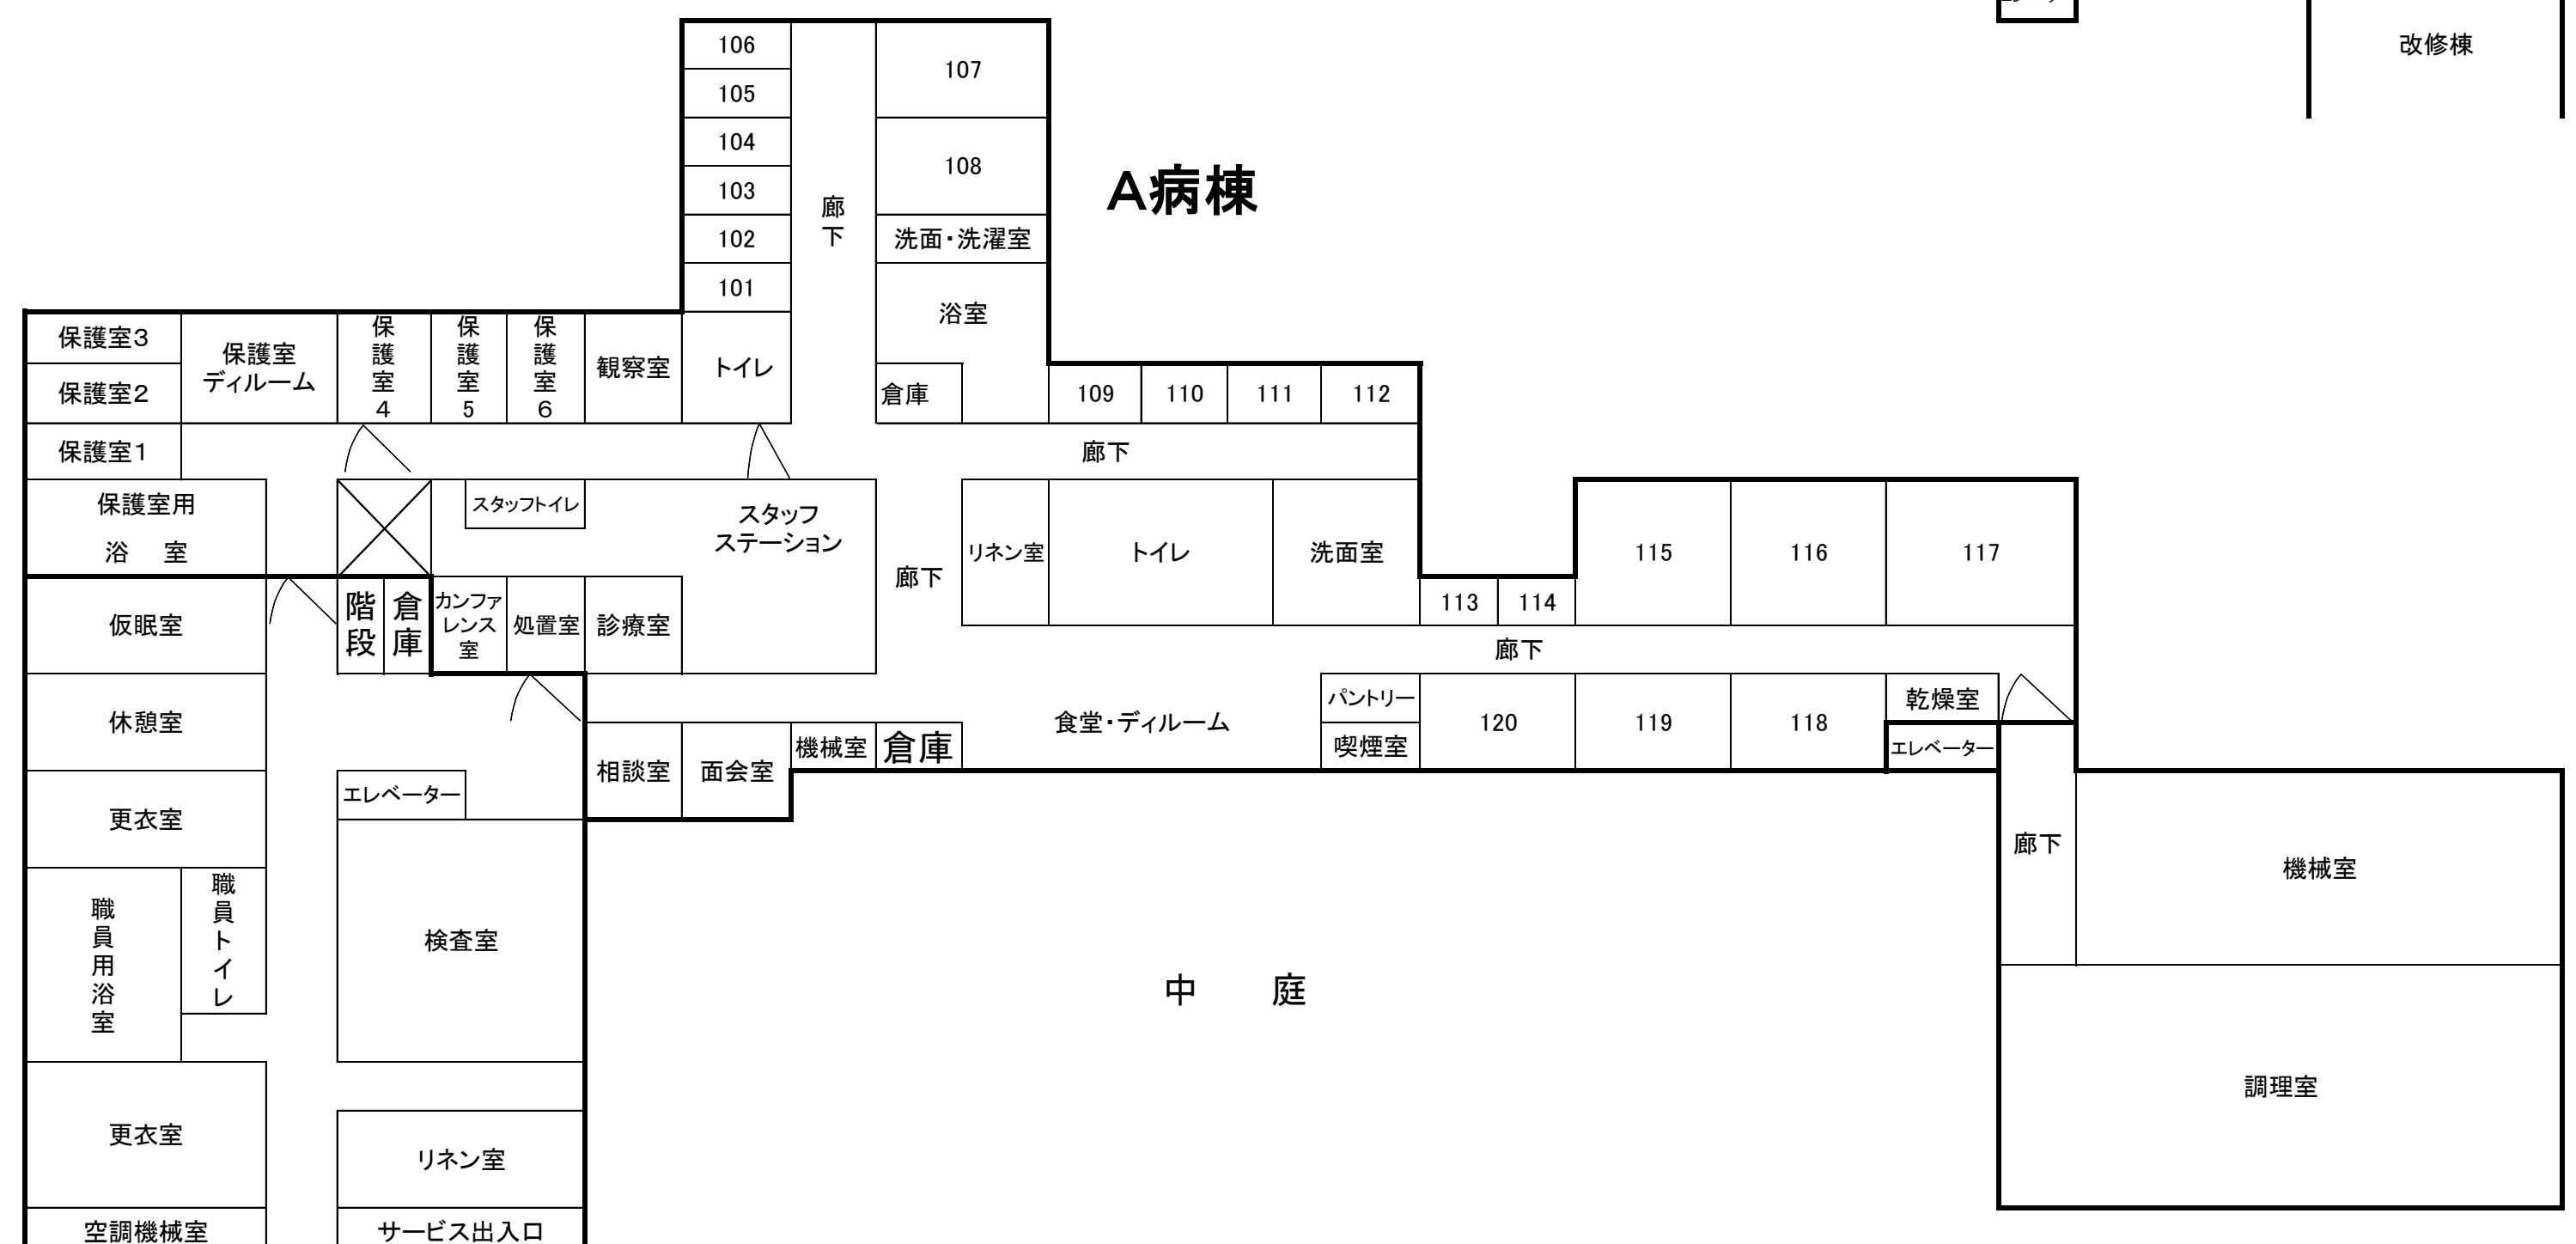 改修棟
106
107
105
104
108
103
A病棟
廊下
102
洗面・洗濯室
101
浴室
保護室3
保護室
ディルーム
保護室4
保護室5
保護室6
観察室
トイレ
保護室2
倉庫
109
110
111
112
保護室1
廊下
保護室用
浴 室
スタッフトイレ
スタッフ
ステーション
廊下
リネン室
トイレ
洗面室
115
116
117
113
114
仮眠室
階段
倉庫
カンファ
レンス
室
処置室
診療室
廊下
休憩室
相談室
面会室
機械室
倉庫
食堂・ディルーム
パントリー
喫煙室
120
119
118
乾燥室
エレベーター
エレベーター
更衣室
廊下
機械室
職員用浴室
職員トイレ
検査室
中 庭
調理室
更衣室
リネン室
空調機械室
サービス出入口